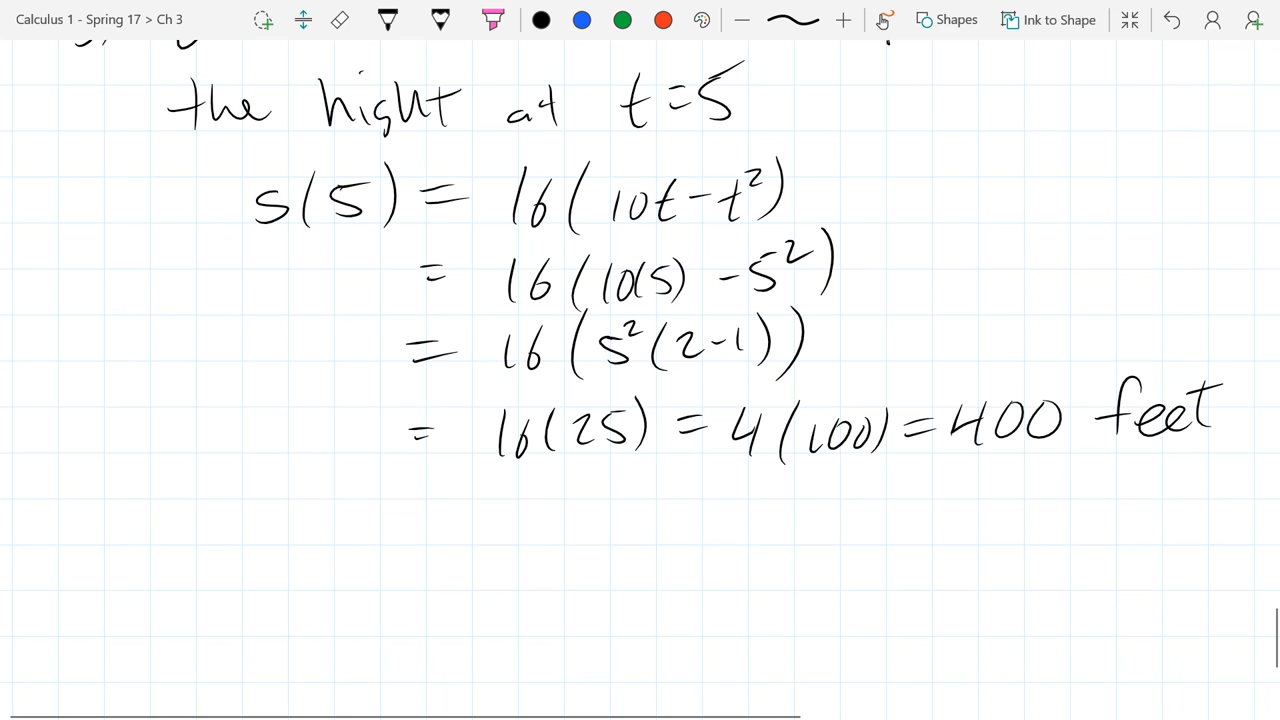 Calculus 1 - Spring 17 > Ch 3
Shapes
Ink to Shape
the hight at t=5
s(5) = 16(10t-t²)
= 16(10(5) -5²)
= 16(5²(2-1))
= 16(25) = 4(100) = 400 feet